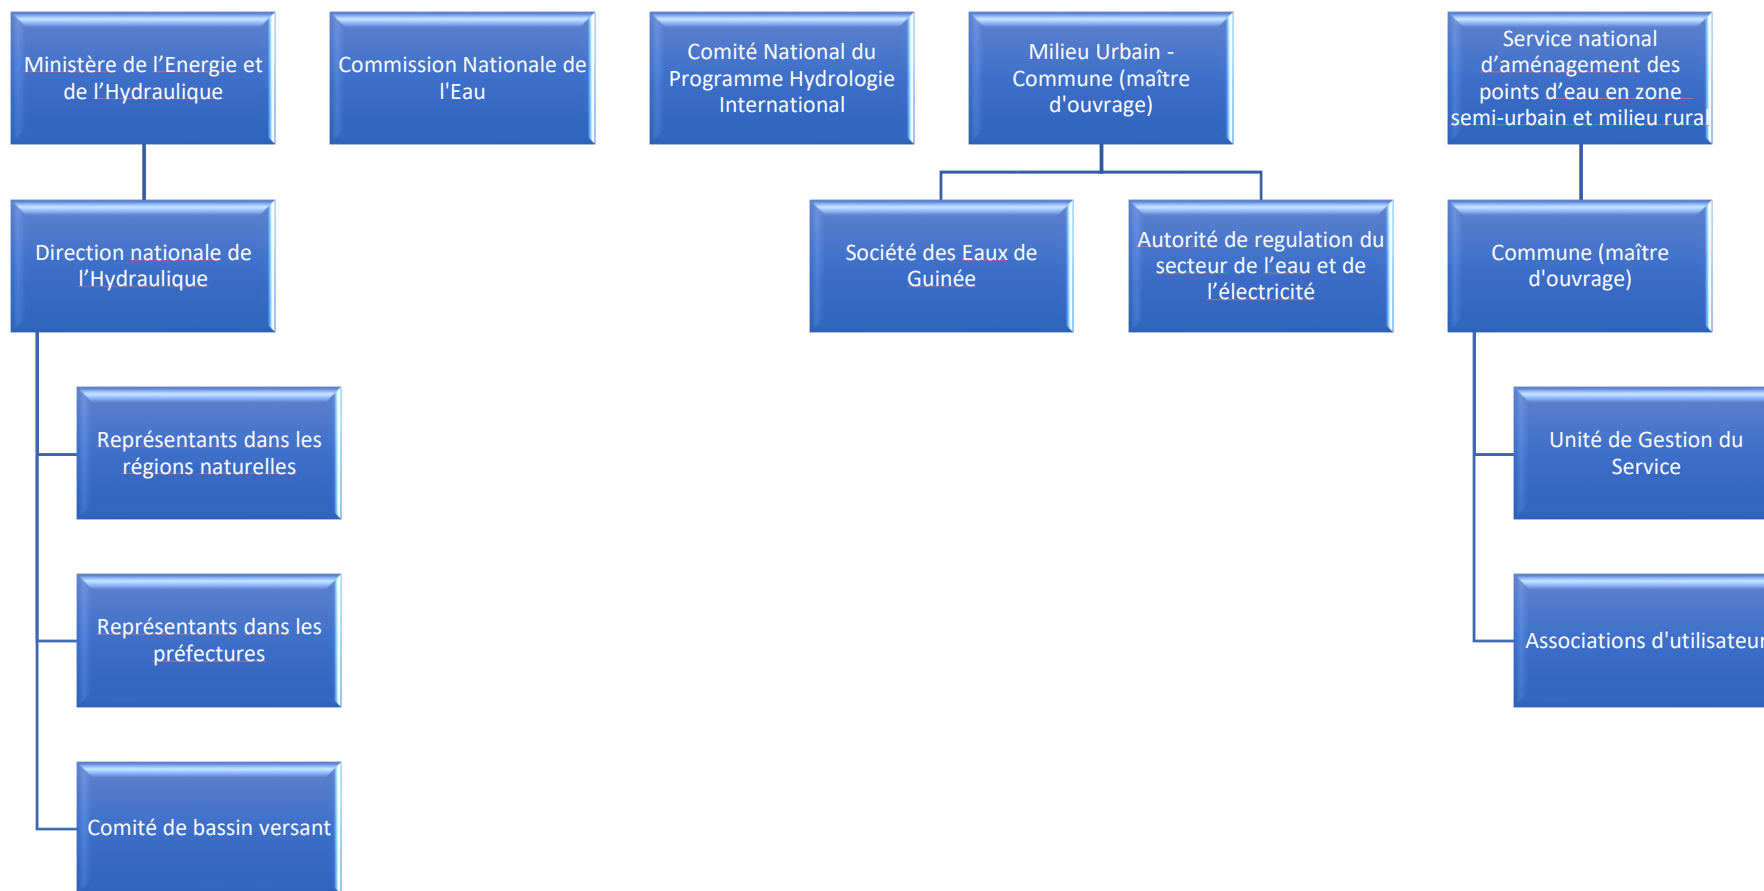 Ministère de l’Energie et
de l’Hydraulique
Commission Nationale de
l'Eau
Comité National du
Programme Hydrologie
International
Milieu Urbain -
Commune (maître
d'ouvrage)
Service national
d’aménagement des
points d’eau en zone
semi-urbain et milieu rural
Direction nationale de
l’Hydraulique
Société des Eaux de
Guinée
Autorité de regulation du
secteur de l’eau et de
l’électricité
Commune (maître
d'ouvrage)
Représentants dans les
régions naturelles
Unité de Gestion du
Service
Représentants dans les
préfectures
Associations d'utilisateur
Comité de bassin versant